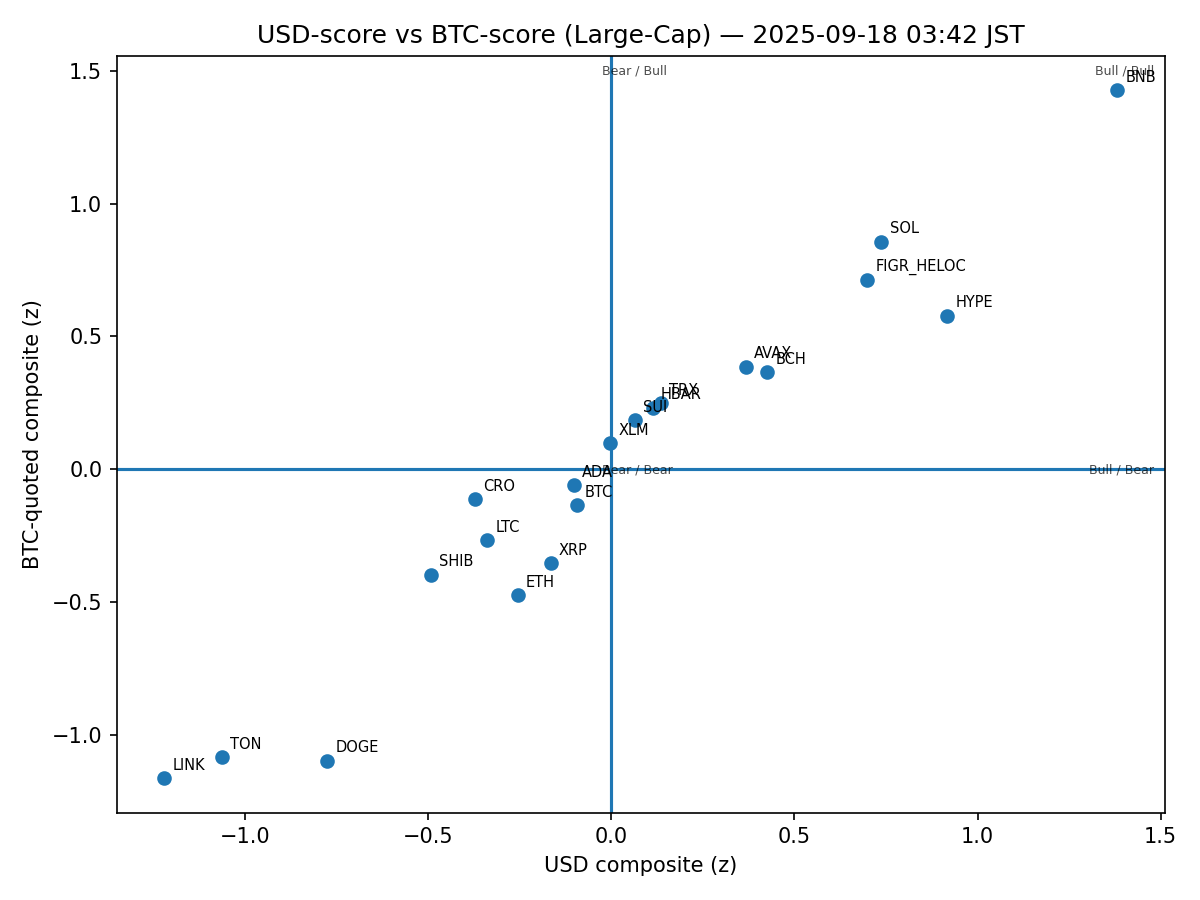 USD-score vs BTC-score (Large-Cap) — 2025-09-18 03:42 JST
1.5
Bear / Bull
Bull / Bull
BNB
1.0
SOL
FIGR_HELOC
HYPE
0.5
AVAX
BCH
TRX
HBAR
SUI
XLM
0.0
ADA
Bear / Bear
Bull / Bear
CRO
BTC
LTC
XRP
SHIB
ETH
−0.5
−1.0
TON
DOGE
LINK
BTC-quoted composite (z)
−1.0
−0.5
0.0
0.5
1.0
1.5
USD composite (z)